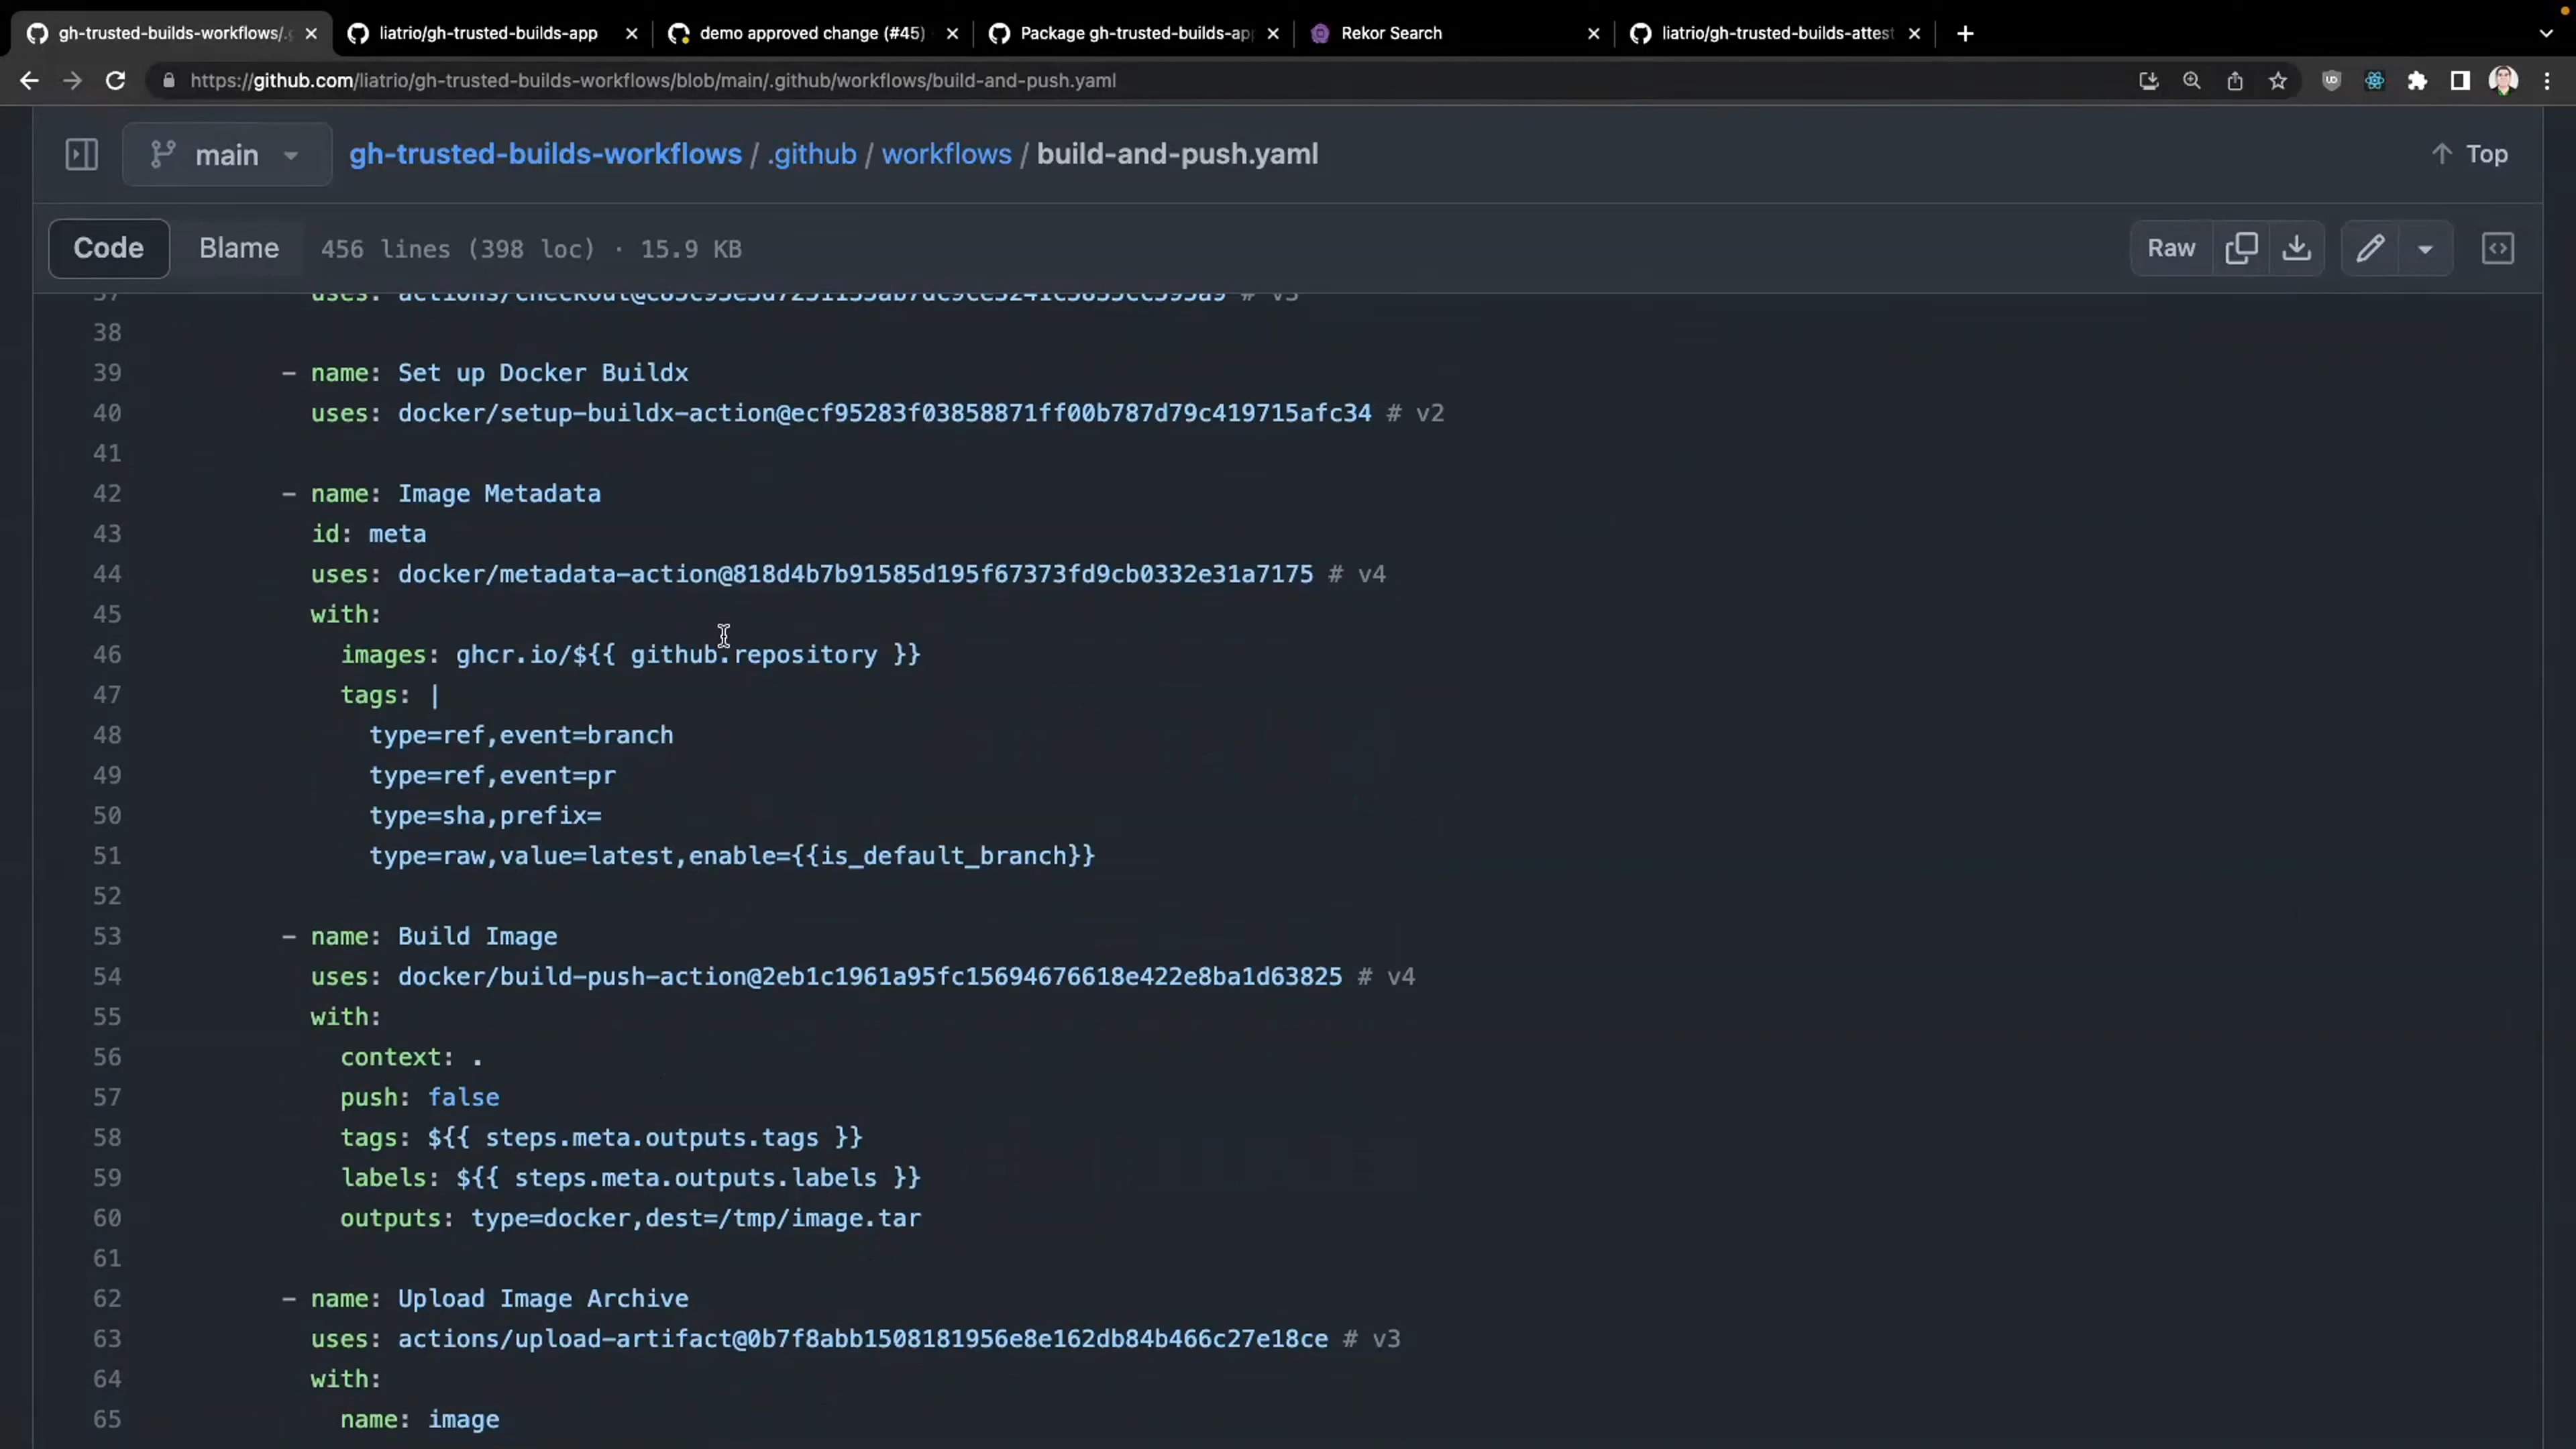 gh-trusted-builds-workflows/.
liatrio/gh-trusted-builds-app
demo approved change (#45)
Package gh-trusted-builds-app
Rekor Search
liatrio/gh-trusted-builds-attest
https://github.com/liatrio/gh-trusted-builds-workflows/blob/main/.github/workflows/build-and-push.yaml
main
gh-trusted-builds-workflows / .github / workflows / build-and-push.yaml
Top
Code
Blame
456 lines (398 loc) · 15.9 KB
Raw
37 uses:
38
39 - name: Set up Docker Buildx
40 uses: docker/setup-buildx-action@ecf95283f03858871ff00b787d79c419715afc34 # v2
41
42 - name: Image Metadata
43 id: meta
44 uses: docker/metadata-action@818d4b7b91585d195f67373fd9cb0332e31a7175 # v4
45 with:
46 images: ghcr.io/${{ github.repository }}
47 tags: |
48 type=ref,event=branch
49 type=ref,event=pr
50 type=sha,prefix=
51 type=raw,value=latest,enable={{is_default_branch}}
52
53 - name: Build Image
54 uses: docker/build-push-action@2eb1c1961a95fc15694676618e422e8ba1d63825 # v4
55 with:
56 context: .
57 push: false
58 tags: ${{ steps.meta.outputs.tags }}
59 labels: ${{ steps.meta.outputs.labels }}
60 outputs: type=docker,dest=/tmp/image.tar
61
62 - name: Upload Image Archive
63 uses: actions/upload-artifact@0b7f8abb1508181956e8e162db84b466c27e18ce # v3
64 with:
65 name: image